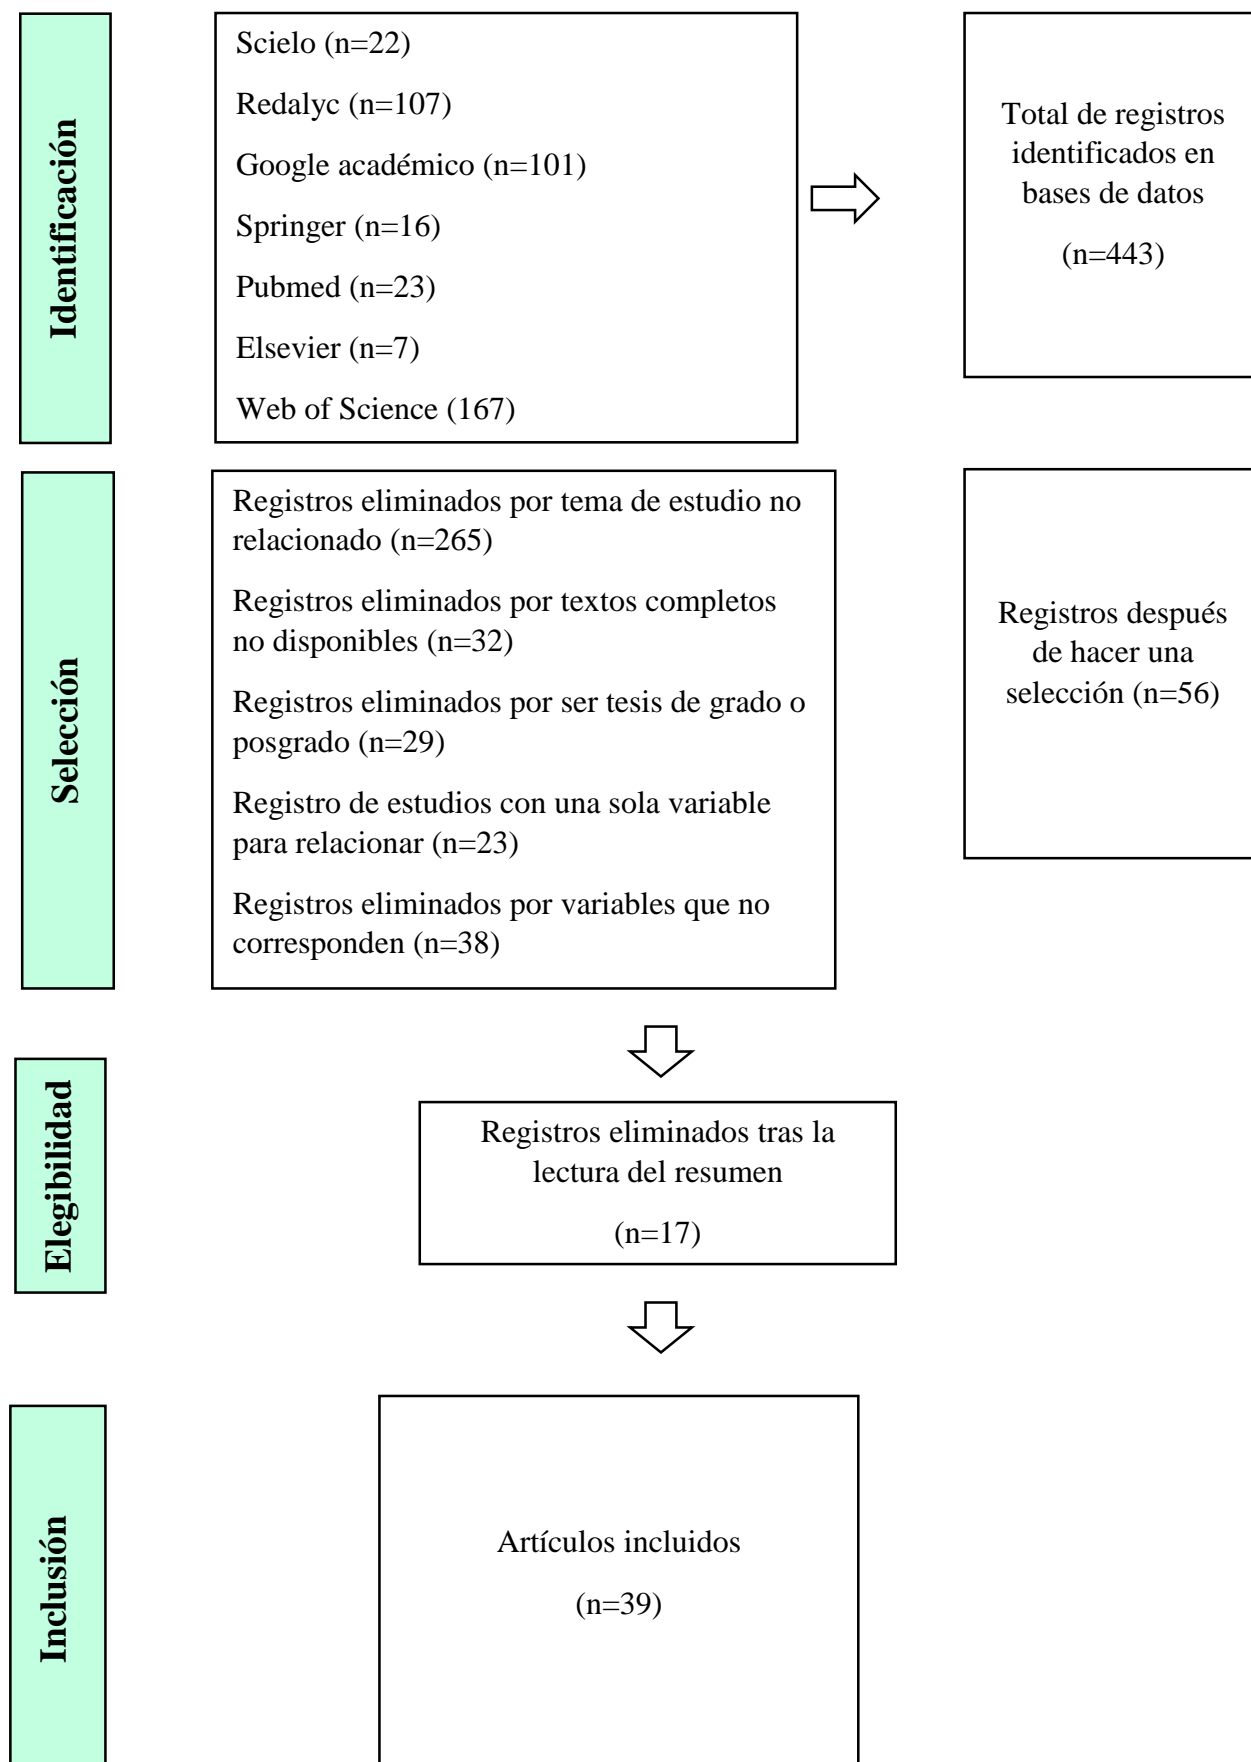 Identificación
Scielo (n=22)
Redalyc (n=107)
Google académico (n=101)
Springer (n=16)
Pubmed (n=23)
Elsevier (n=7)
Web of Science (167)
Total de registros
identificados en
bases de datos
(n=443)
Selección
Registros eliminados por tema de estudio no
relacionado (n=265)
Registros eliminados por textos completos
no disponibles (n=32)
Registros eliminados por ser tesis de grado o
posgrado (n=29)
Registro de estudios con una sola variable
para relacionar (n=23)
Registros eliminados por variables que no
corresponden (n=38)
Registros después
de hacer una
selección (n=56)
Elegibilidad
Registros eliminados tras la
lectura del resumen
(n=17)
Inclusión
Artículos incluidos
(n=39)